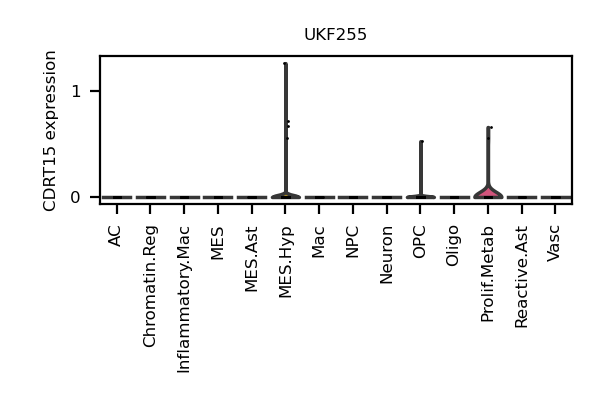 UKF255
CDRT15 expression
1
0
AC
Chromatin.Reg
Inflammatory.Mac
MES
MES.Ast
MES.Hyp
Mac
NPC
Neuron
OPC
Oligo
Prolif.Metab
Reactive.Ast
Vasc